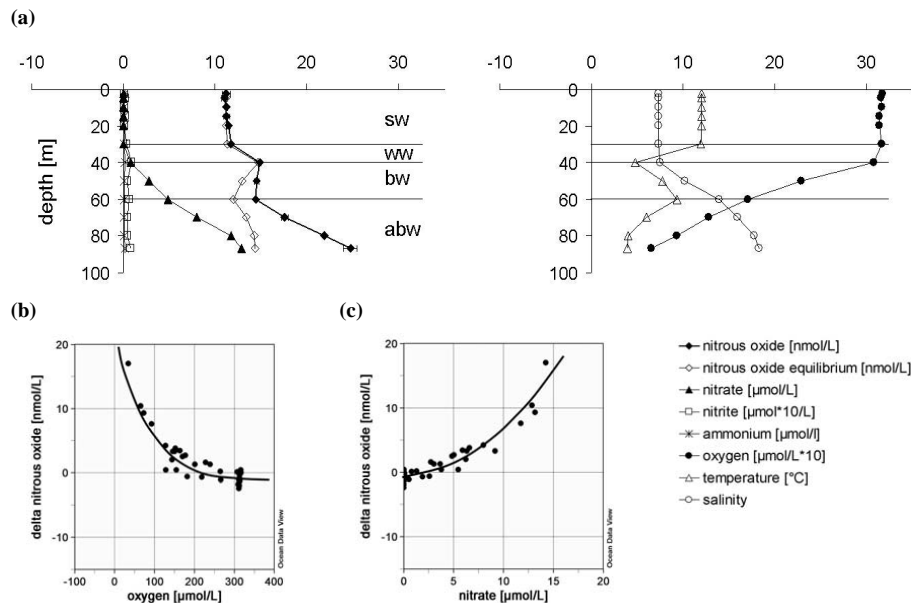 (a)
-10 0 10 20 30 -10 0 10 20 30
0
20
40
60
80
100
depth [m]
sw
ww
bw
abw
0
20
40
60
80
100
(b)
20
10
0
-10
delta nitrous oxide [nmol/L]
-100 0 100 200 300 400
oxygen [µmol/L]
Ocean Data View
(c)
20
10
0
-10
delta nitrous oxide [nmol/L]
0 5 10 15 20
nitrate [µmol/L]
Ocean Data View
nitrous oxide [nmol/L]
nitrous oxide equilibrium [nmol/L]
nitrate [µmol/L]
nitrite [µmol*10/L]
ammonium [µmol/l]
oxygen [µmol/L*10]
temperature [°C]
salinity